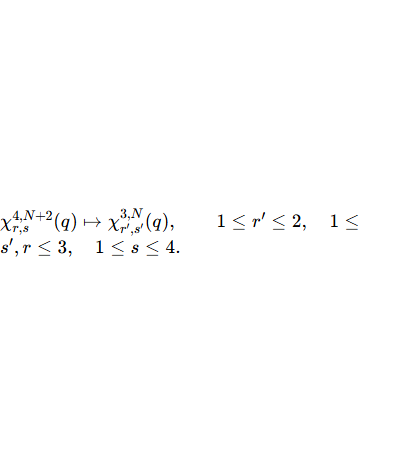 χ^{4,N+2}_{r,s}(q) ↦ χ^{3,N}_{r′,s′}(q), 1 ≤ r′ ≤ 2, 1 ≤
s′, r ≤ 3, 1 ≤ s ≤ 4.